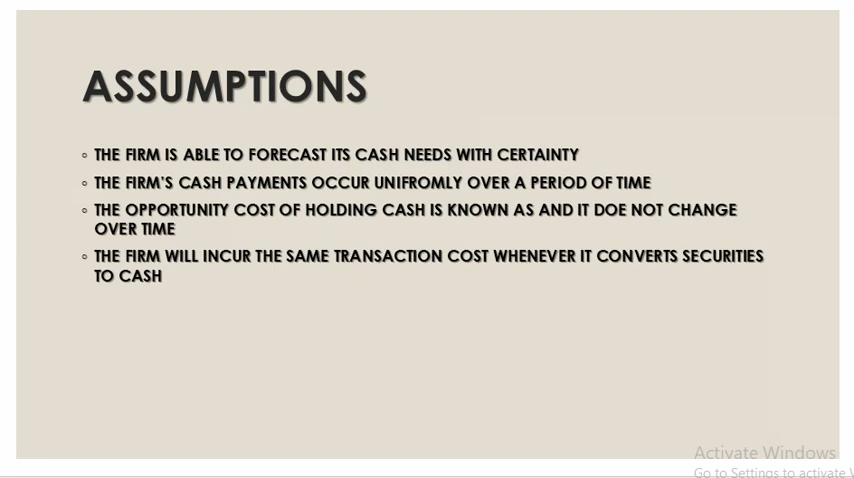 ASSUMPTIONS
◦ THE FIRM IS ABLE TO FORECAST ITS CASH NEEDS WITH CERTAINTY
◦ THE FIRM'S CASH PAYMENTS OCCUR UNIFROMLY OVER A PERIOD OF TIME
◦ THE OPPORTUNITY COST OF HOLDING CASH IS KNOWN AS AND IT DOE NOT CHANGE
OVER TIME
◦ THE FIRM WILL INCUR THE SAME TRANSACTION COST WHENEVER IT CONVERTS SECURITIES
TO CASH
Activate Windows
Go to Settings to activate W